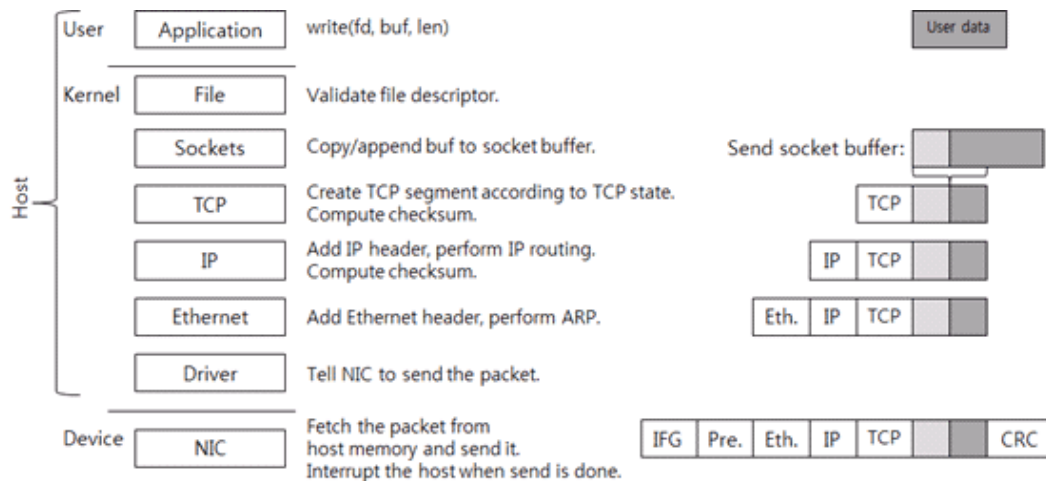 User
Application
write(fd, buf, len)
User data
Kernel
File
Validate file descriptor.
Sockets
Copy/append buf to socket buffer.
Send socket buffer:
Host
TCP
Create TCP segment according to TCP state.
Compute checksum.
TCP
IP
Add IP header, perform IP routing.
Compute checksum.
IP
TCP
Ethernet
Add Ethernet header, perform ARP.
Eth.
IP
TCP
Driver
Tell NIC to send the packet.
Device
NIC
Fetch the packet from
host memory and send it.
Interrupt the host when send is done.
IFG
Pre.
Eth.
IP
TCP
CRC